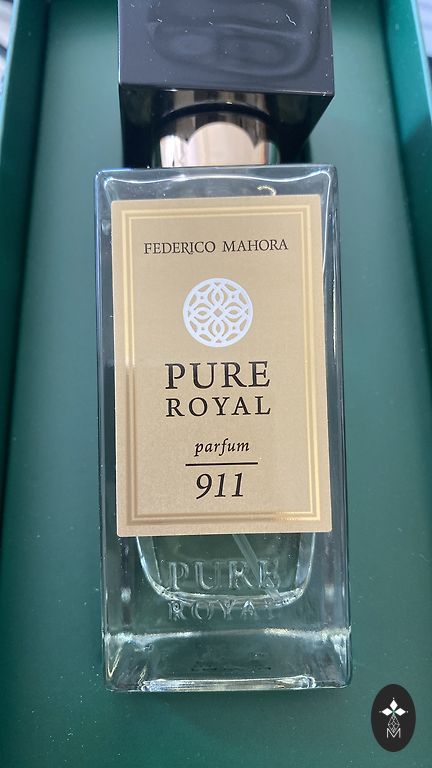 FEDERICO MAHORA
PURE
ROYAL
parfum
911
PURE
ROYAL
M